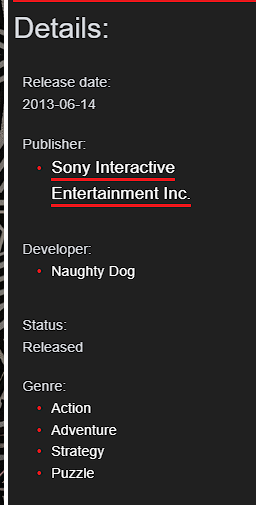 Details:
Release date:
2013-06-14
Publisher:
Sony Interactive
Entertainment Inc.
Developer:
Naughty Dog
Status:
Released
Genre:
Action
Adventure
Strategy
Puzzle